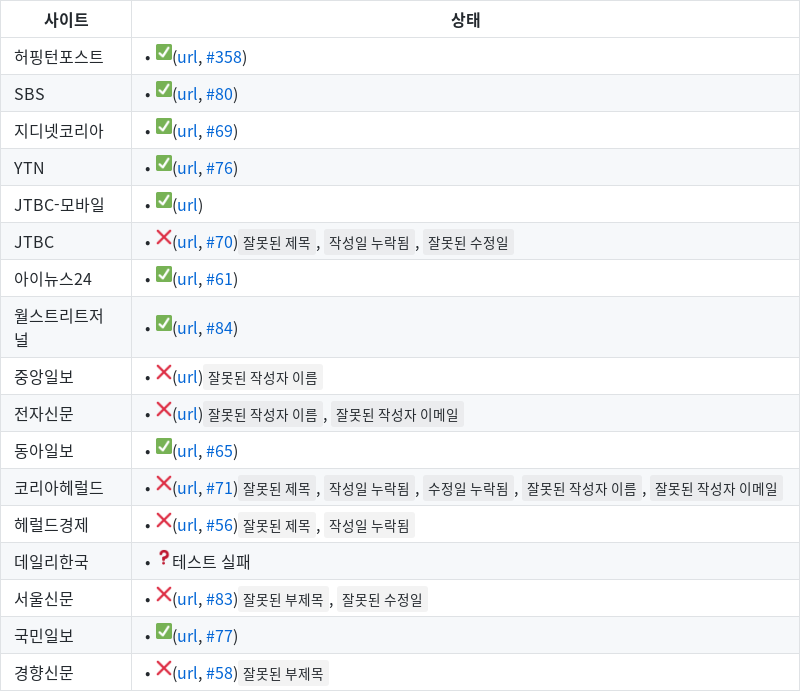 사이트 상태
허핑턴포스트 • ✅(url, #358)
SBS • ✅(url, #80)
지디넷코리아 • ✅(url, #69)
YTN • ✅(url, #76)
JTBC-모바일 • ✅(url)
JTBC • ❌(url, #70) 잘못된 제목 , 작성일 누락됨 , 잘못된 수정일
아이뉴스24 • ✅(url, #61)
월스트리트저
널 • ✅(url, #84)
중앙일보 • ❌(url) 잘못된 작성자 이름
전자신문 • ❌(url) 잘못된 작성자 이름 , 잘못된 작성자 이메일
동아일보 • ✅(url, #65)
코리아헤럴드 • ❌(url, #71) 잘못된 제목 , 작성일 누락됨 , 수정일 누락됨 , 잘못된 작성자 이름 , 잘못된 작성자 이메일
헤럴드경제 • ❌(url, #56) 잘못된 제목 , 작성일 누락됨
데일리한국 • ❓테스트 실패
서울신문 • ❌(url, #83) 잘못된 부제목 , 잘못된 수정일
국민일보 • ✅(url, #77)
경향신문 • ❌(url, #58) 잘못된 부제목